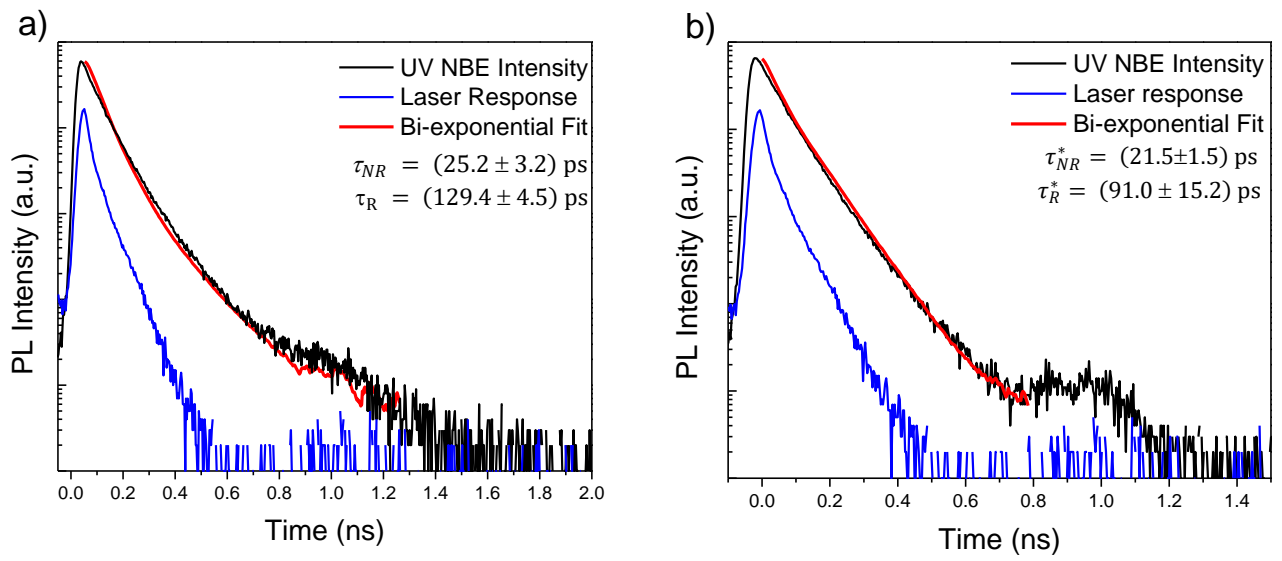 a)
UV NBE Intensity
Laser Response
Bi-exponential Fit
τ_NR = (25.2 ± 3.2) ps
τ_R = (129.4 ± 4.5) ps
PL Intensity (a.u.)
0.0 0.2 0.4 0.6 0.8 1.0 1.2 1.4 1.6 1.8 2.0
Time (ns)
b)
UV NBE Intensity
Laser response
Bi-exponential Fit
τ*_NR = (21.5±1.5) ps
τ*_R = (91.0 ± 15.2) ps
PL Intensity (a.u.)
0.0 0.2 0.4 0.6 0.8 1.0 1.2 1.4
Time (ns)